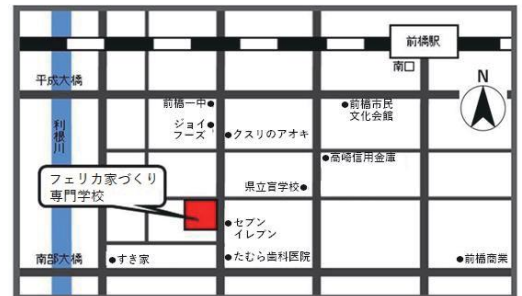 前橋駅
南口
N
平成大橋
前橋一中●
●前橋市民
文化会館
利根川
ジョイ●
フーズ
●クスリのアオキ
●高崎信用金庫
フェリカ家づくり
専門学校
県立盲学校●
●セブン
イレブン
南部大橋
●すき家
●たむら歯科医院
●前橋商業